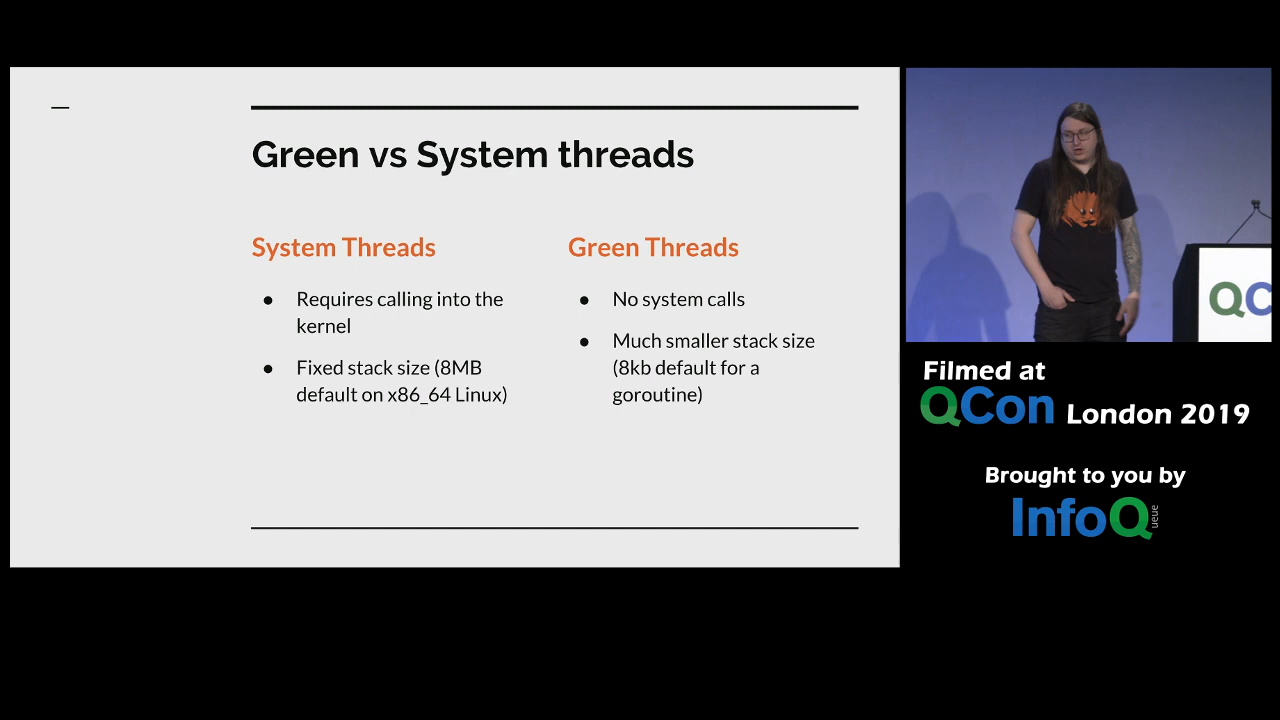 Green vs System threads
System Threads
● Requires calling into the
kernel
● Fixed stack size (8MB
default on x86_64 Linux)
Green Threads
● No system calls
● Much smaller stack size
(8kb default for a
goroutine)
QC
Filmed at
QCon London 2019
Brought to you by
InfoQ
ueue